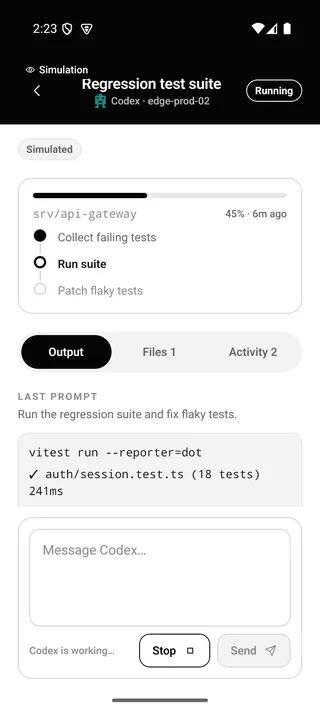 2:23
Simulation
Regression test suite
Codex · edge-prod-02
Running
Simulated
srv/api-gateway
45% · 6m ago
Collect failing tests
Run suite
Patch flaky tests
Output
Files 1
Activity 2
LAST PROMPT
Run the regression suite and fix flaky tests.
vitest run --reporter=dot
✓ auth/session.test.ts (18 tests)
241ms
Message Codex…
Codex is working…
Stop
Send